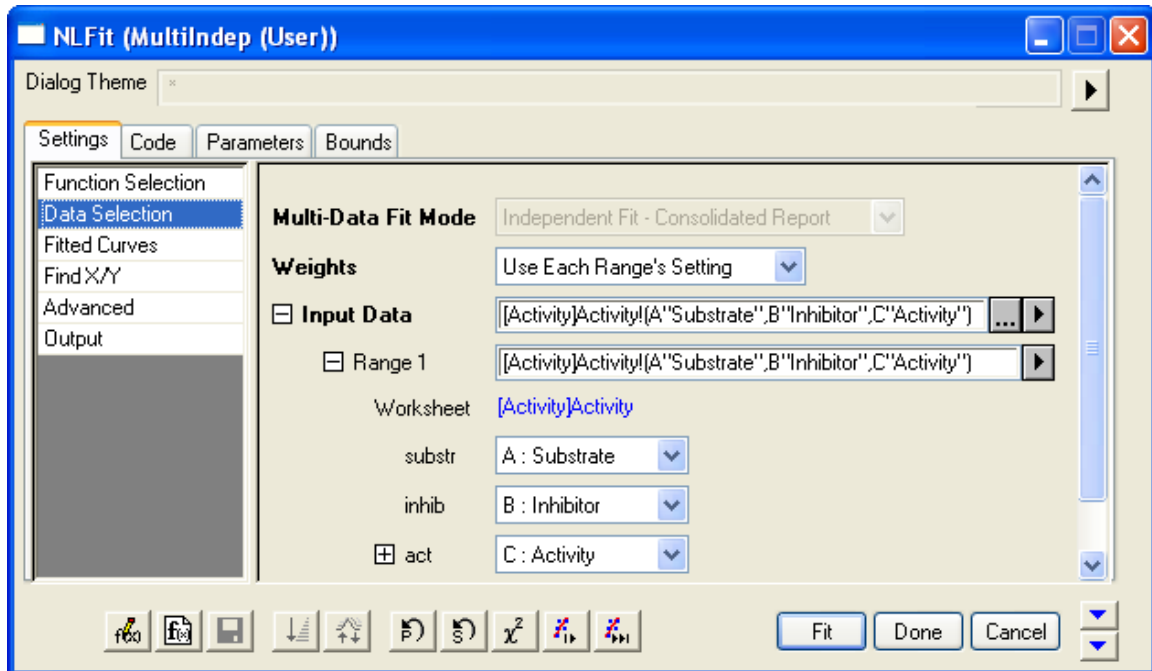 NLFit (MultiIndep (User))
Dialog Theme *
Settings Code Parameters Bounds
Function Selection
Data Selection
Fitted Curves
Find X/Y
Advanced
Output
Multi-Data Fit Mode Independent Fit - Consolidated Report
Weights Use Each Range's Setting
Input Data [Activity]Activity!(A"Substrate",B"Inhibitor",C"Activity") ...
Range 1 [Activity]Activity!(A"Substrate",B"Inhibitor",C"Activity")
Worksheet [Activity]Activity
substr A : Substrate
inhib B : Inhibitor
act C : Activity
f(x) f(x) P S χ² Fit Done Cancel